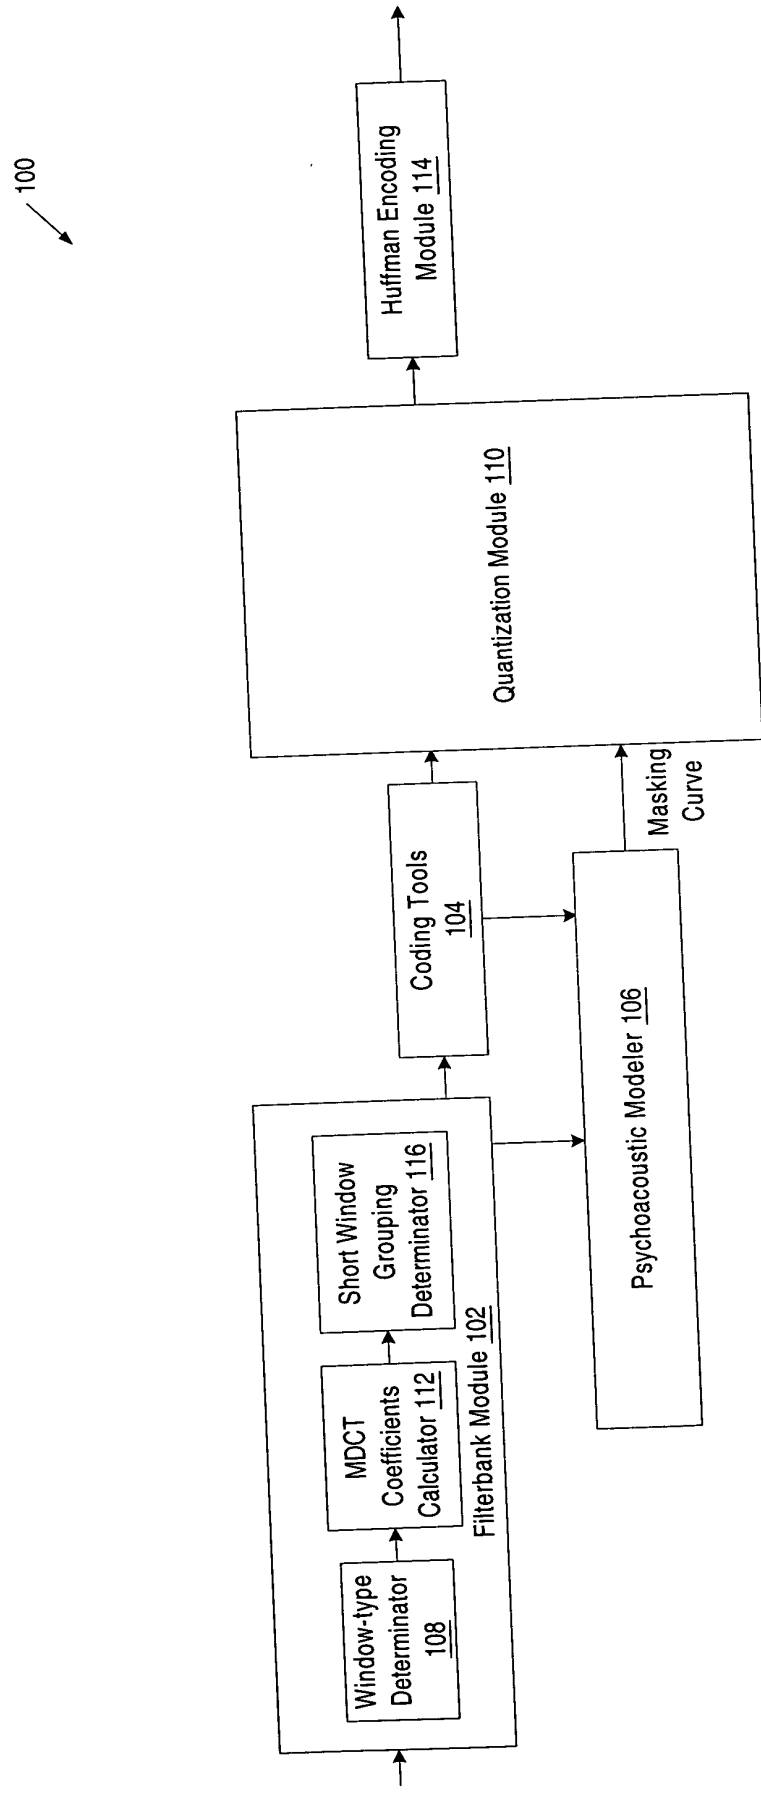 100
Window-type
Determinator
108
MDCT
Coefficients
Calculator 112
Short Window
Grouping
Determinator 116
Filterbank Module 102
Coding Tools
104
Psychoacoustic Modeler 106
Masking
Curve
Quantization Module 110
Huffman Encoding
Module 114